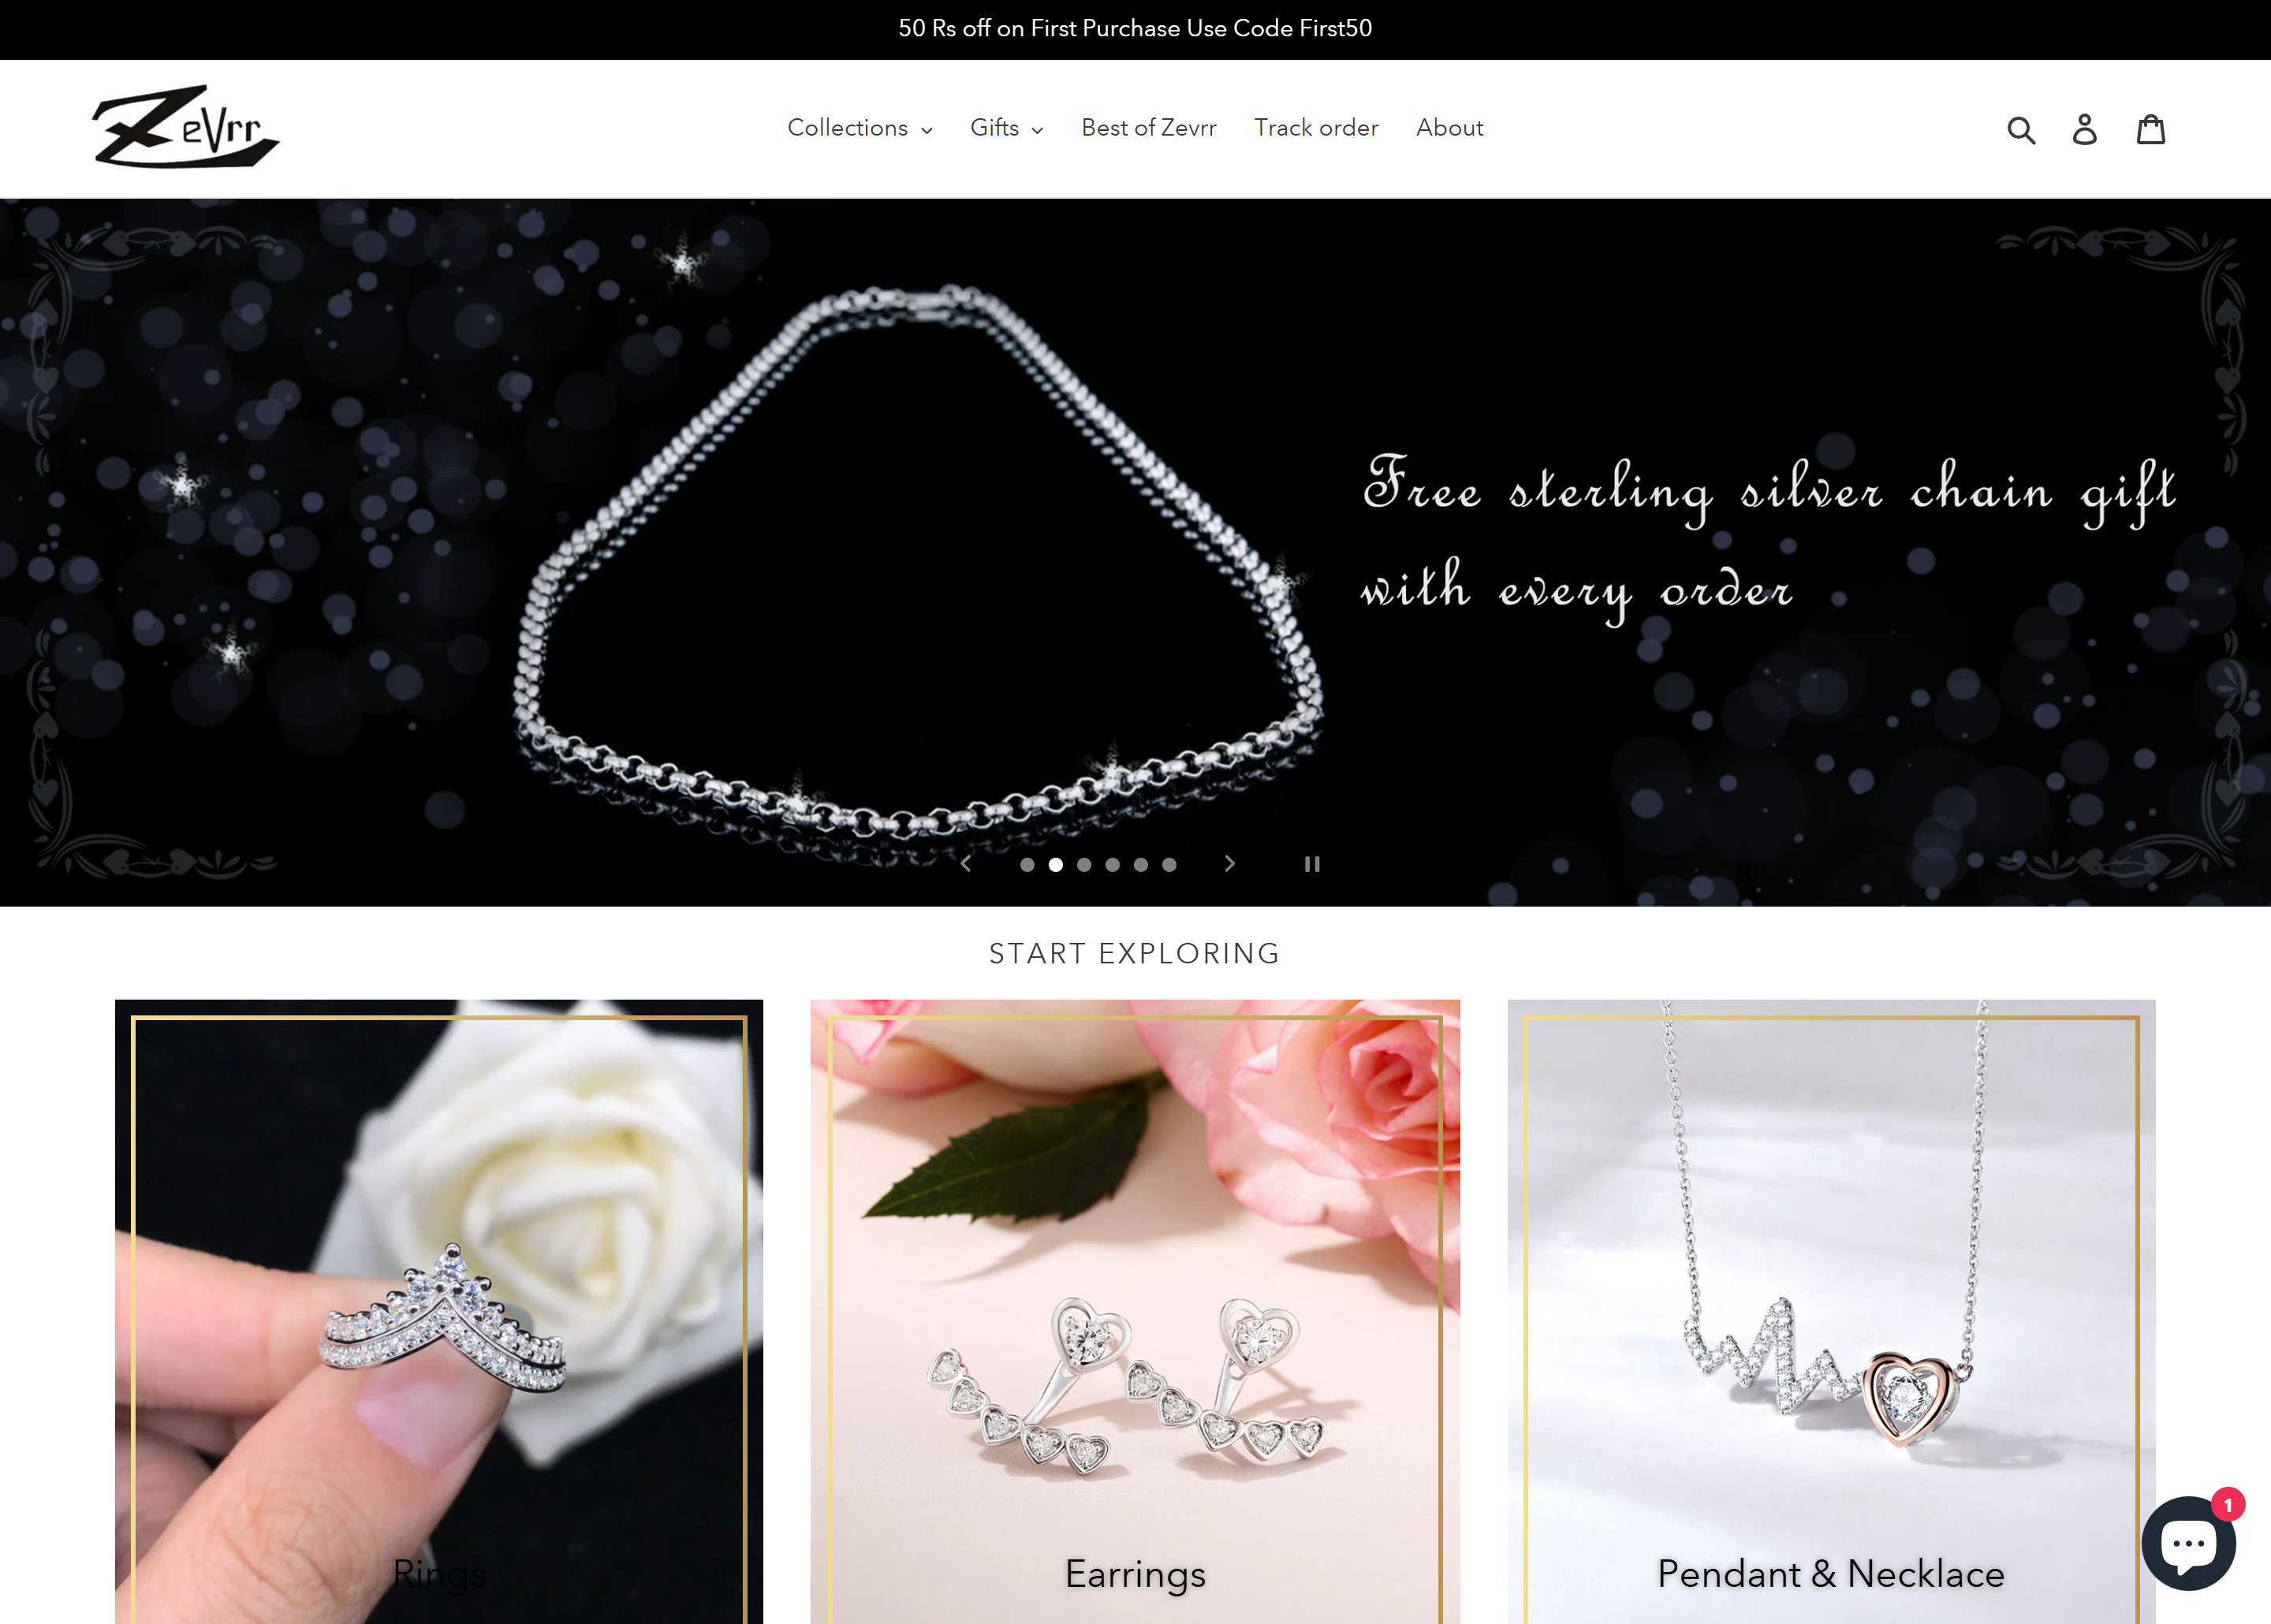 50 Rs off on First Purchase Use Code First50
Zevrr
Collections
Gifts
Best of Zevrr
Track order
About
Free sterling silver chain gift
with every order
START EXPLORING
Rings
Earrings
Pendant & Necklace
1